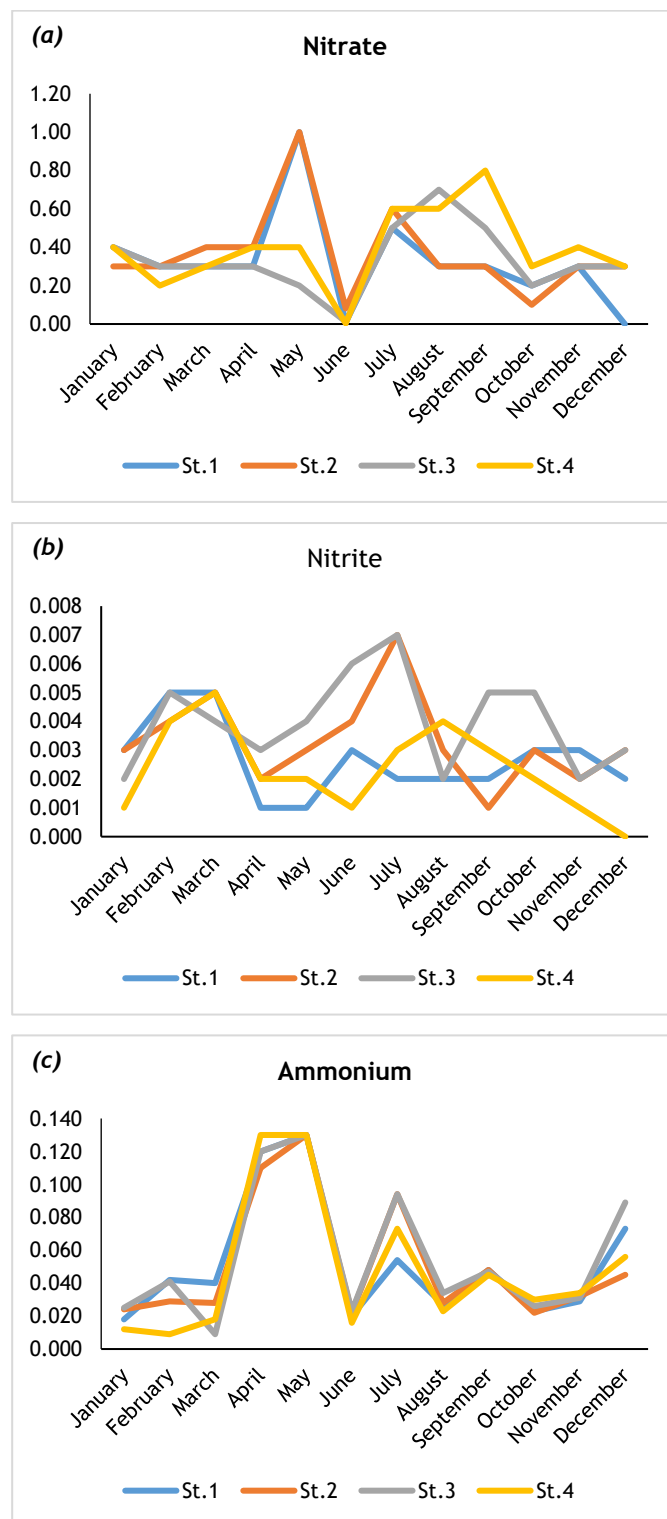 (a)
Nitrate
1.20
1.00
0.80
0.60
0.40
0.20
0.00
January
February
March
April
May
June
July
August
September
October
November
December
St.1 St.2 St.3 St.4
(b)
Nitrite
0.008
0.007
0.006
0.005
0.004
0.003
0.002
0.001
0.000
January
February
March
April
May
June
July
August
September
October
November
December
St.1 St.2 St.3 St.4
(c)
Ammonium
0.140
0.120
0.100
0.080
0.060
0.040
0.020
0.000
January
February
March
April
May
June
July
August
September
October
November
December
St.1 St.2 St.3 St.4